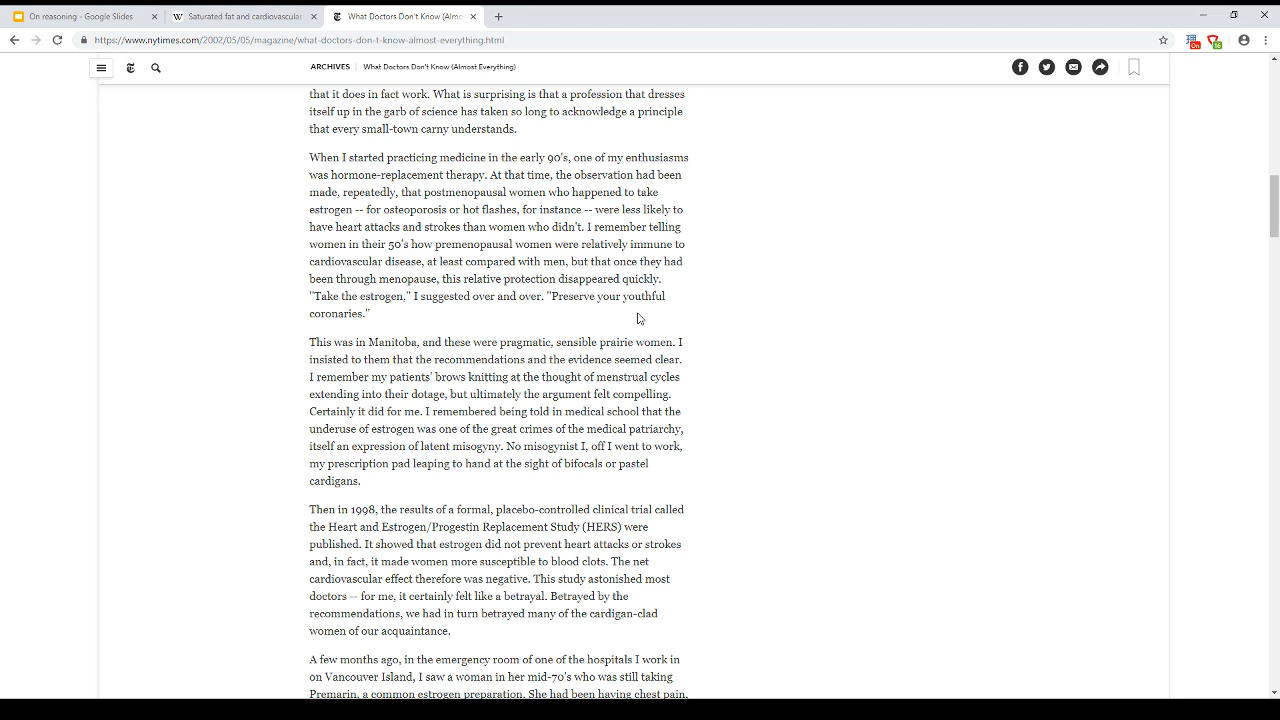 On reasoning - Google Slides
Saturated fat and cardiovascular
What Doctors Don't Know (Almo
https://www.nytimes.com/2002/05/05/magazine/what-doctors-don-t-know-almost-everything.html
On
ARCHIVES What Doctors Don't Know (Almost Everything)
that it does in fact work. What is surprising is that a profession that dresses
itself up in the garb of science has taken so long to acknowledge a principle
that every small-town carny understands.
When I started practicing medicine in the early 90's, one of my enthusiasms
was hormone-replacement therapy. At that time, the observation had been
made, repeatedly, that postmenopausal women who happened to take
estrogen -- for osteoporosis or hot flashes, for instance -- were less likely to
have heart attacks and strokes than women who didn't. I remember telling
women in their 50's how premenopausal women were relatively immune to
cardiovascular disease, at least compared with men, but that once they had
been through menopause, this relative protection disappeared quickly.
"Take the estrogen," I suggested over and over. "Preserve your youthful
coronaries."
This was in Manitoba, and these were pragmatic, sensible prairie women. I
insisted to them that the recommendations and the evidence seemed clear.
I remember my patients' brows knitting at the thought of menstrual cycles
extending into their dotage, but ultimately the argument felt compelling.
Certainly it did for me. I remembered being told in medical school that the
underuse of estrogen was one of the great crimes of the medical patriarchy,
itself an expression of latent misogyny. No misogynist I, off I went to work,
my prescription pad leaping to hand at the sight of bifocals or pastel
cardigans.
Then in 1998, the results of a formal, placebo-controlled clinical trial called
the Heart and Estrogen/Progestin Replacement Study (HERS) were
published. It showed that estrogen did not prevent heart attacks or strokes
and, in fact, it made women more susceptible to blood clots. The net
cardiovascular effect therefore was negative. This study astonished most
doctors -- for me, it certainly felt like a betrayal. Betrayed by the
recommendations, we had in turn betrayed many of the cardigan-clad
women of our acquaintance.
A few months ago, in the emergency room of one of the hospitals I work in
on Vancouver Island, I saw a woman in her mid-70's who was still taking
Premarin, a common estrogen preparation. She had been having chest pain,